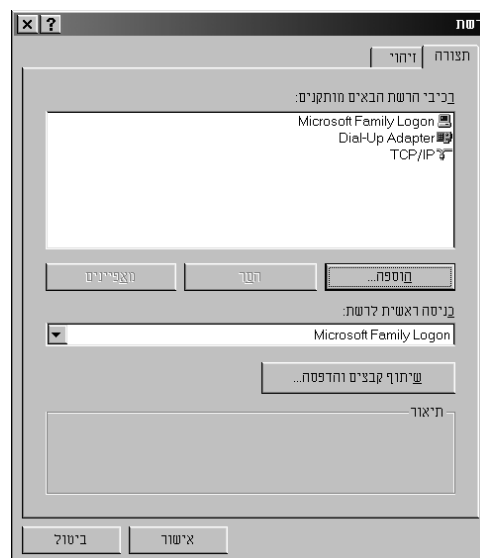 רשת
תצורה
זיהוי
רכיבי הרשת הבאים מותקנים:
Microsoft Family Logon
Dial-Up Adapter
TCP/IP
הוספה...
הסר
מאפיינים
כניסה ראשית לרשת:
Microsoft Family Logon
שיתוף קבצים והדפסה...
תיאור
אישור
ביטול